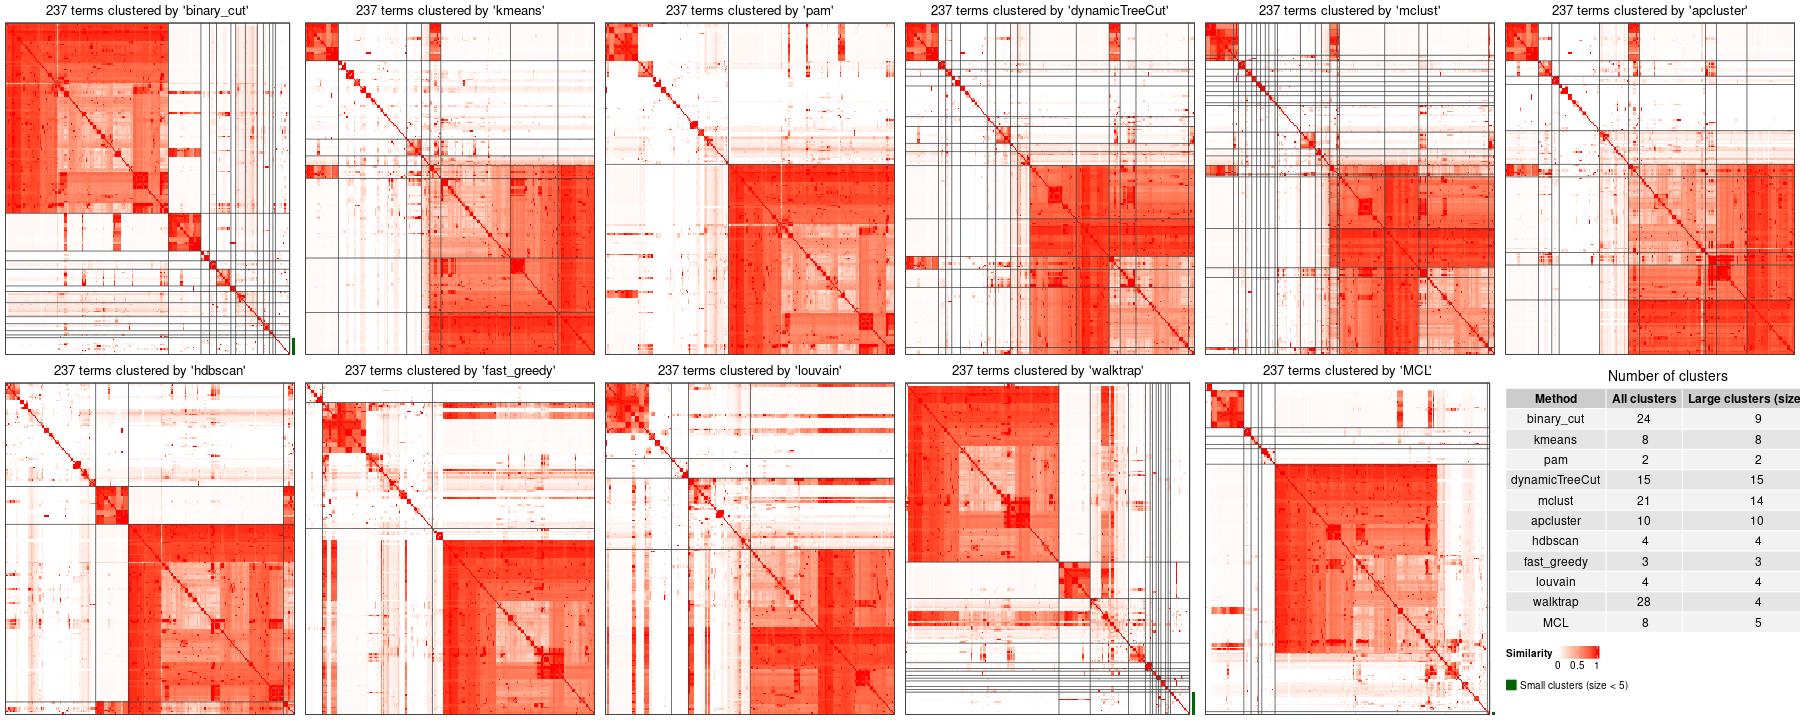 237 terms clustered by 'binary_cut'
237 terms clustered by 'kmeans'
237 terms clustered by 'pam'
237 terms clustered by 'dynamicTreeCut'
237 terms clustered by 'mclust'
237 terms clustered by 'apcluster'
237 terms clustered by 'hdbscan'
237 terms clustered by 'fast_greedy'
237 terms clustered by 'louvain'
237 terms clustered by 'walktrap'
237 terms clustered by 'MCL'
Number of clusters
Method All clusters Large clusters (size
binary_cut 24 9
kmeans 8 8
pam 2 2
dynamicTreeCut 15 15
mclust 21 14
apcluster 10 10
hdbscan 4 4
fast_greedy 3 3
louvain 4 4
walktrap 28 4
MCL 8 5
Similarity
0 0.5 1
Small clusters (size < 5)